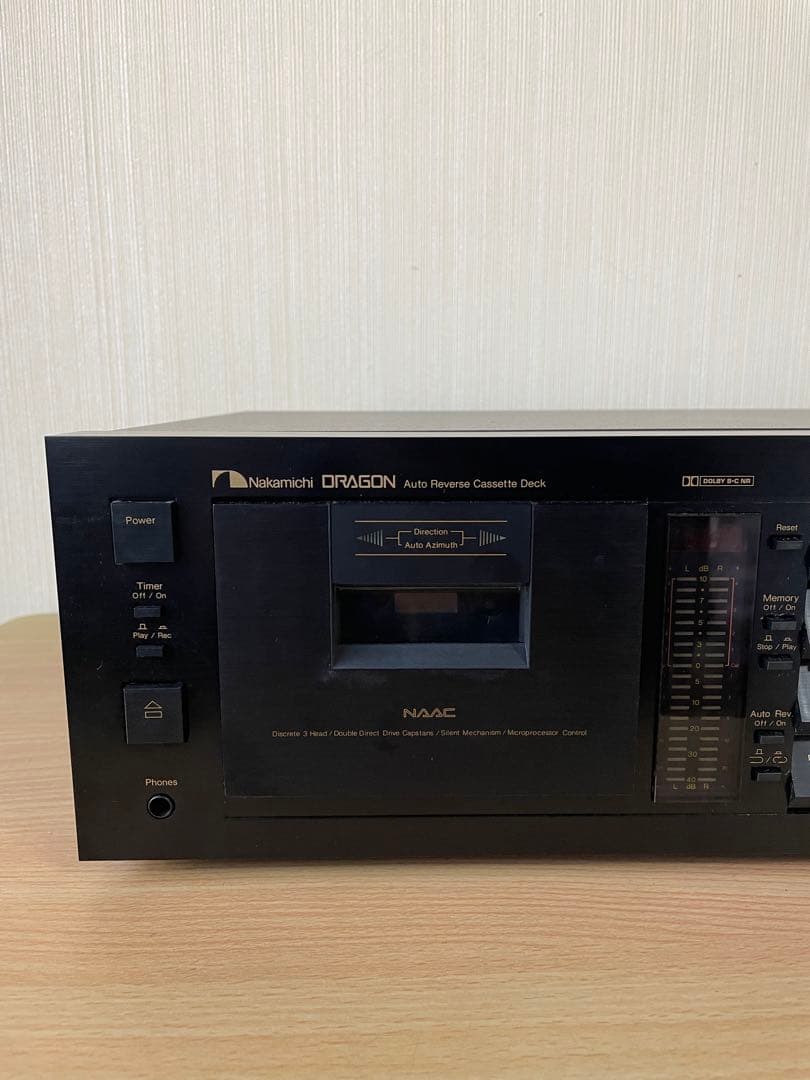 Nakamichi DRAGON Auto Reverse Cassette Deck
DOLBY B-C NR
Power
Direction
Auto Azimuth
Timer
Off / On
Play / Rec
NAAC
Discrete 3 Head / Double Direct Drive Capstans / Silent Mechanism / Microprocessor Control
Phones
L dB R
10
7
5
3
0
5
10
20
30
40
L dB R
Reset
Memory
Off / On
Stop / Play
Auto Rev.
Off / On